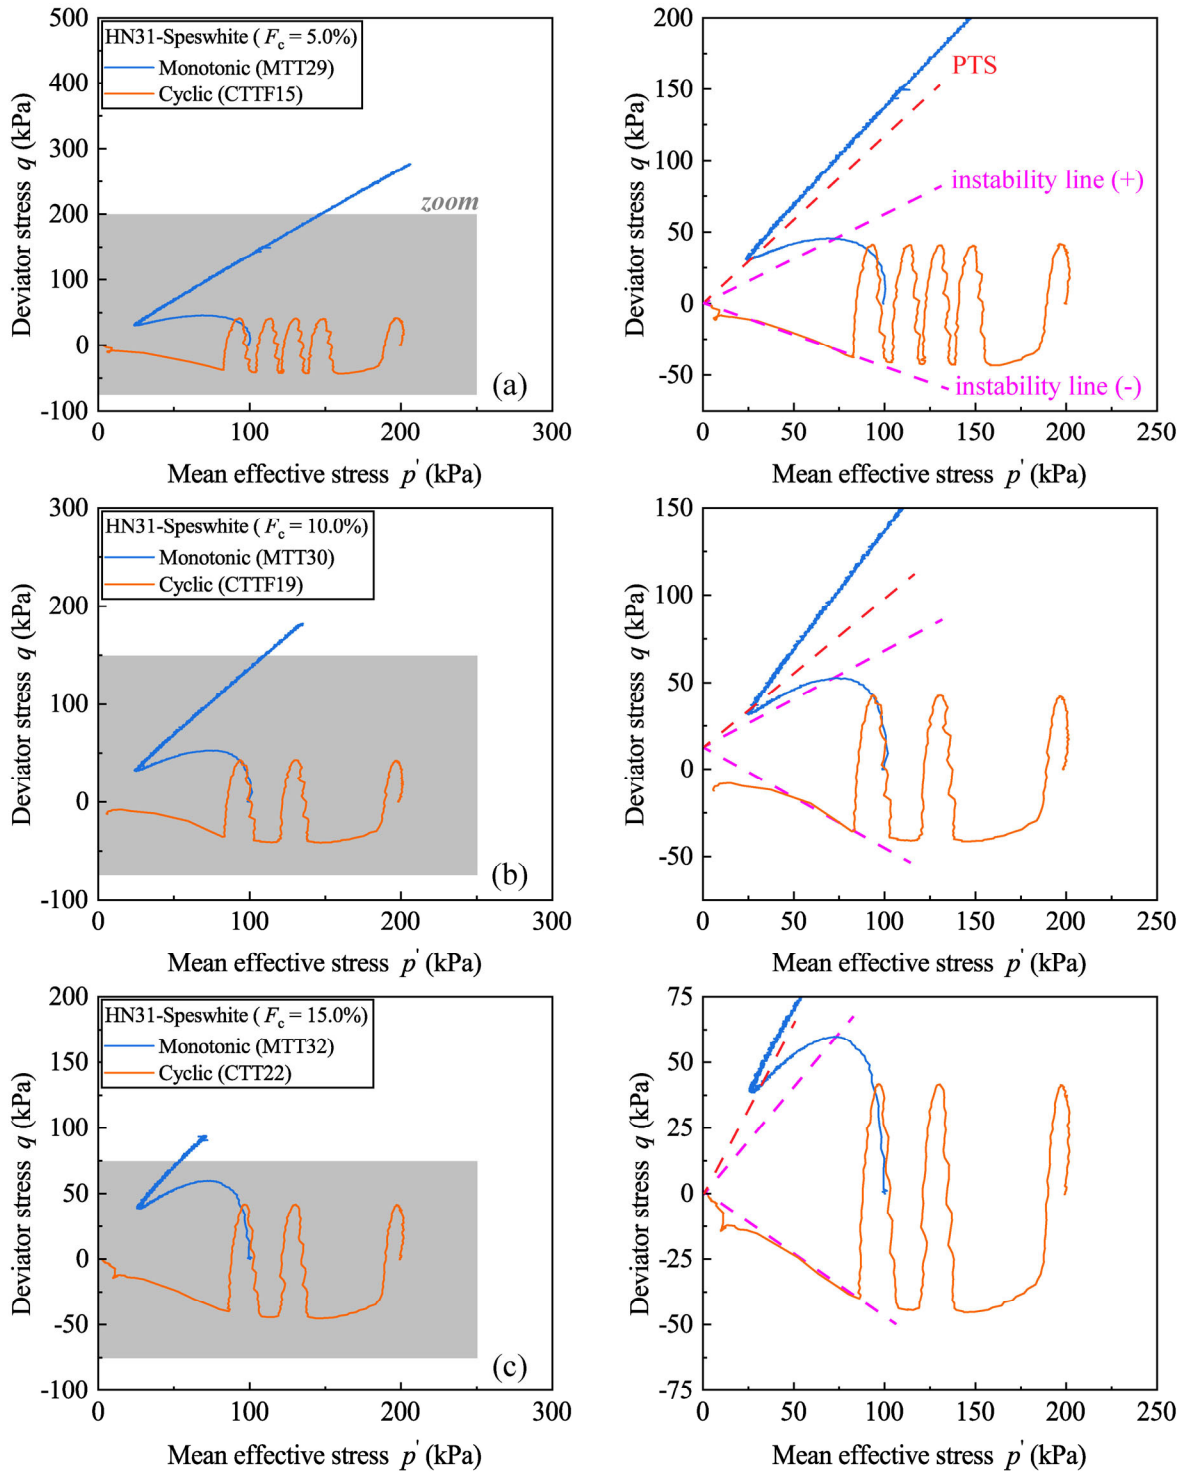 500
400
300
200
100
0
-100
Deviator stress q (kPa)
HN31-Speswhite ( Fc = 5.0%)
Monotonic (MTT29)
Cyclic (CTTF15)
zoom
(a)
0 100 200 300
Mean effective stress p' (kPa)
200
150
100
50
0
-50
Deviator stress q (kPa)
PTS
instability line (+)
instability line (-)
0 50 100 150 200 250
Mean effective stress p' (kPa)
300
200
100
0
-100
Deviator stress q (kPa)
HN31-Speswhite ( Fc = 10.0%)
Monotonic (MTT30)
Cyclic (CTTF19)
(b)
0 100 200 300
Mean effective stress p' (kPa)
150
100
50
0
-50
Deviator stress q (kPa)
0 50 100 150 200 250
Mean effective stress p' (kPa)
200
150
100
50
0
-50
-100
Deviator stress q (kPa)
HN31-Speswhite ( Fc = 15.0%)
Monotonic (MTT32)
Cyclic (CTT22)
(c)
0 100 200 300
Mean effective stress p' (kPa)
75
50
25
0
-25
-50
-75
Deviator stress q (kPa)
0 50 100 150 200 250
Mean effective stress p' (kPa)